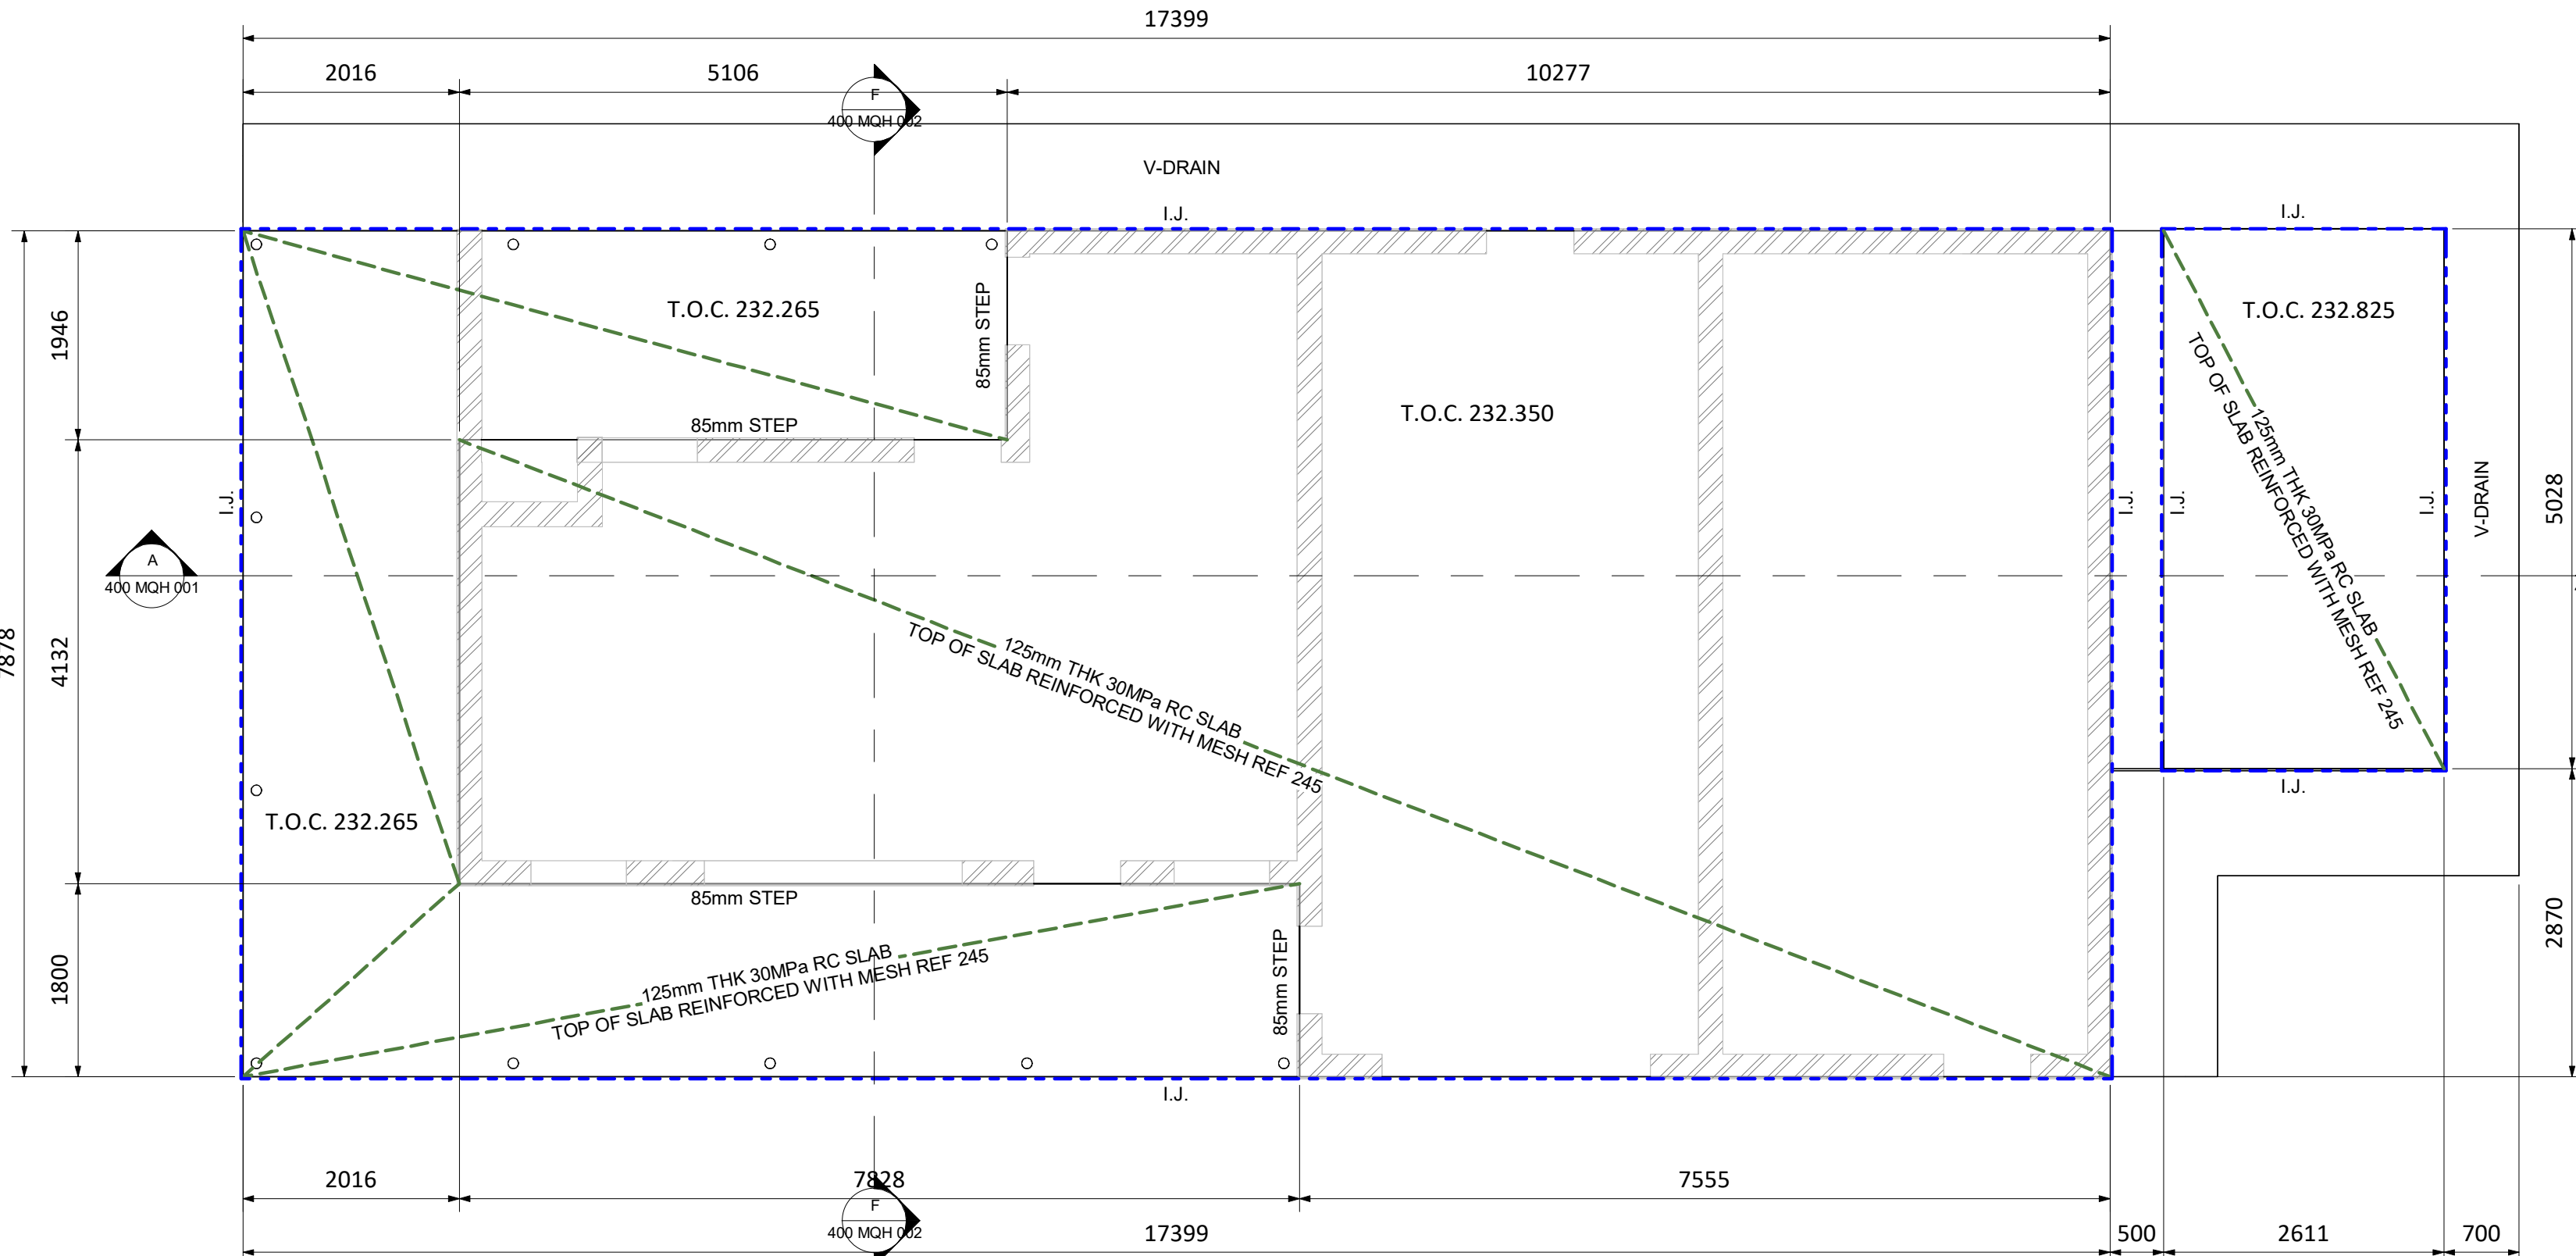 17399
2016
5106
10277
F
400 MQH 002
V-DRAIN
I.J.
I.J.
T.O.C. 232.265
85mm STEP
T.O.C. 232.825
1946
85mm STEP
T.O.C. 232.350
125mm THK 30MPa RC SLAB
TOP OF SLAB REINFORCED WITH MESH REF 245
I.J.
I.J.
I.J.
I.J.
V-DRAIN
5028
A
400 MQH 001
7878
4132
125mm THK 30MPa RC SLAB
TOP OF SLAB REINFORCED WITH MESH REF 245
I.J.
T.O.C. 232.265
85mm STEP
2870
1800
85mm STEP
125mm THK 30MPa RC SLAB
TOP OF SLAB REINFORCED WITH MESH REF 245
I.J.
2016
7828
7555
F
400 MQH 002
17399
500
2611
700